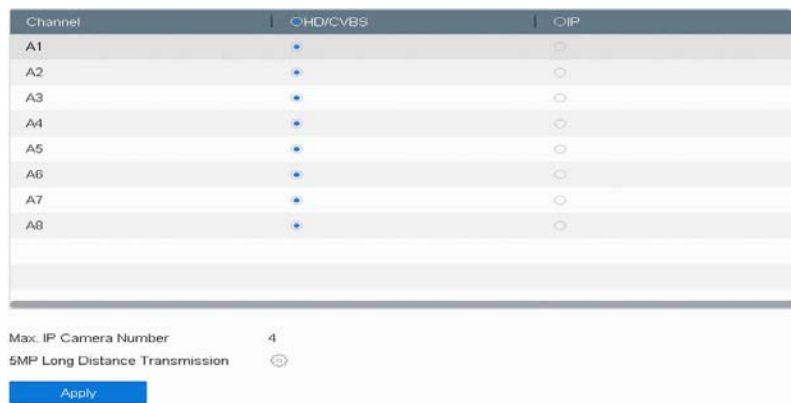 Channel HD/CVBS IP
A1
A2
A3
A4
A5
A6
A7
A8
Max. IP Camera Number 4
5MP Long Distance Transmission
Apply